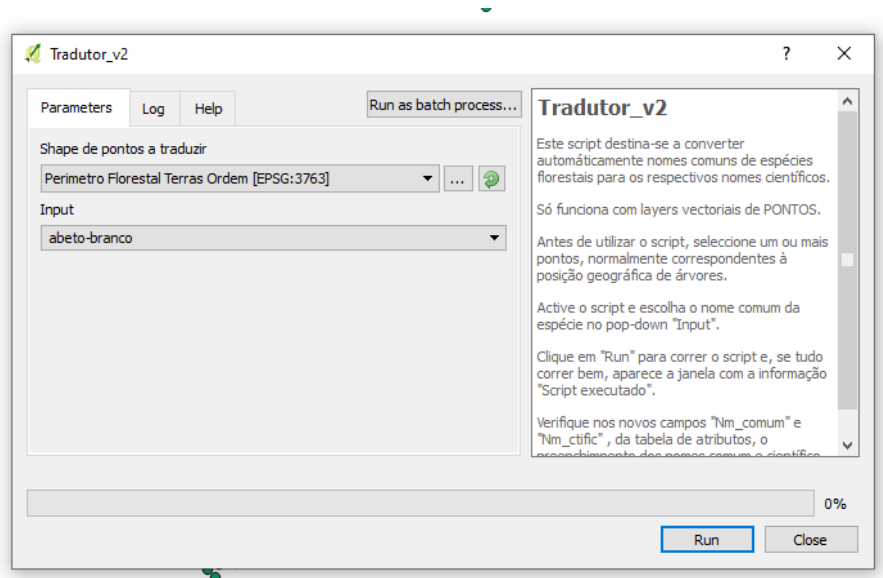 Tradutor_v2
?
Parameters
Log
Help
Run as batch process...
Shape de pontos a traduzir
Perimetro Florestal Terras Ordem [EPSG:3763]
...
Input
abeto-branco
Tradutor_v2
Este script destina-se a converter
automáticamente nomes comuns de espécies
florestais para os respectivos nomes científicos.
Só funciona com layers vectoriais de PONTOS.
Antes de utilizar o script, seleccione um ou mais
pontos, normalmente correspondentes à
posição geográfica de árvores.
Active o script e escolha o nome comum da
espécie no pop-down "Input".
Clique em "Run" para correr o script e, se tudo
correr bem, aparece a janela com a informação
"Script executado".
Verifique nos novos campos "Nm_comum" e
"Nm_ctific" , da tabela de atributos, o
0%
Run
Close